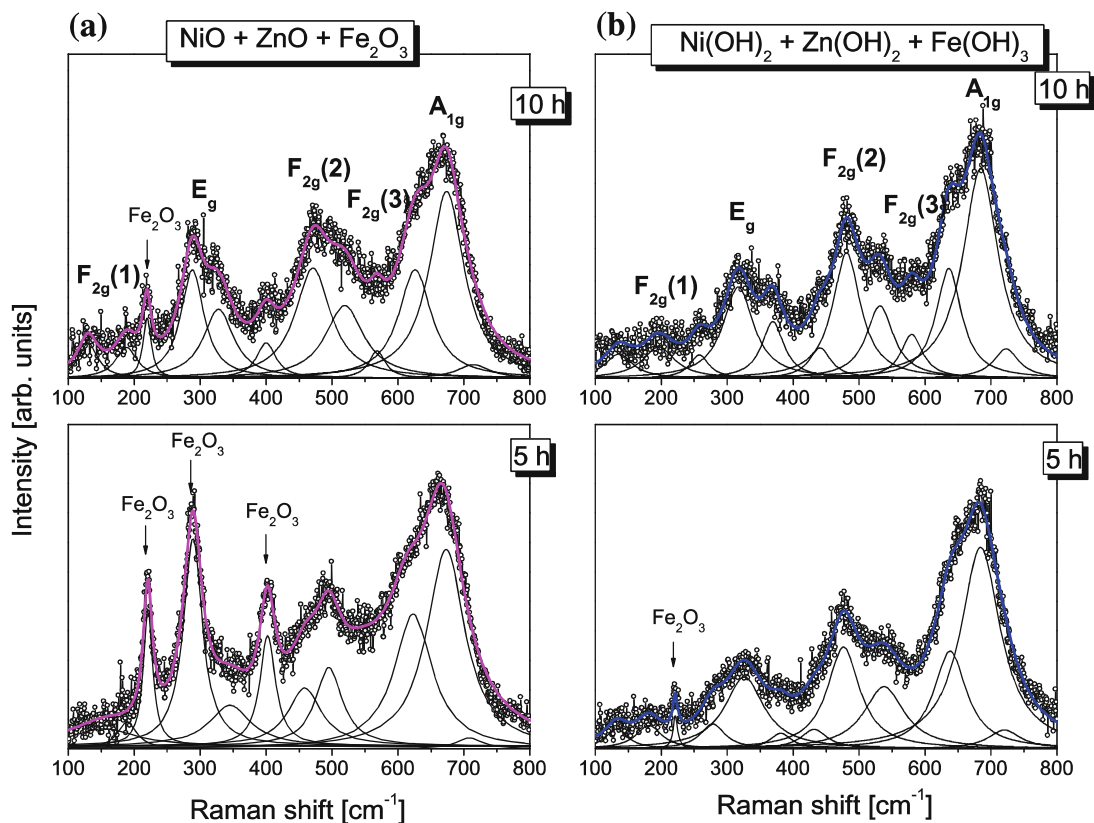 (a)
NiO + ZnO + Fe₂O₃
10 h
A₁g
F₂g(2)
F₂g(3)
E_g
Fe₂O₃
F₂g(1)
100 200 300 400 500 600 700 800
(b)
Ni(OH)₂ + Zn(OH)₂ + Fe(OH)₃
10 h
A₁g
F₂g(2)
F₂g(3)
E_g
F₂g(1)
100 200 300 400 500 600 700 800
5 h
Fe₂O₃
Fe₂O₃
Fe₂O₃
100 200 300 400 500 600 700 800
Raman shift [cm⁻¹]
5 h
Fe₂O₃
100 200 300 400 500 600 700 800
Raman shift [cm⁻¹]
Intensity [arb. units]